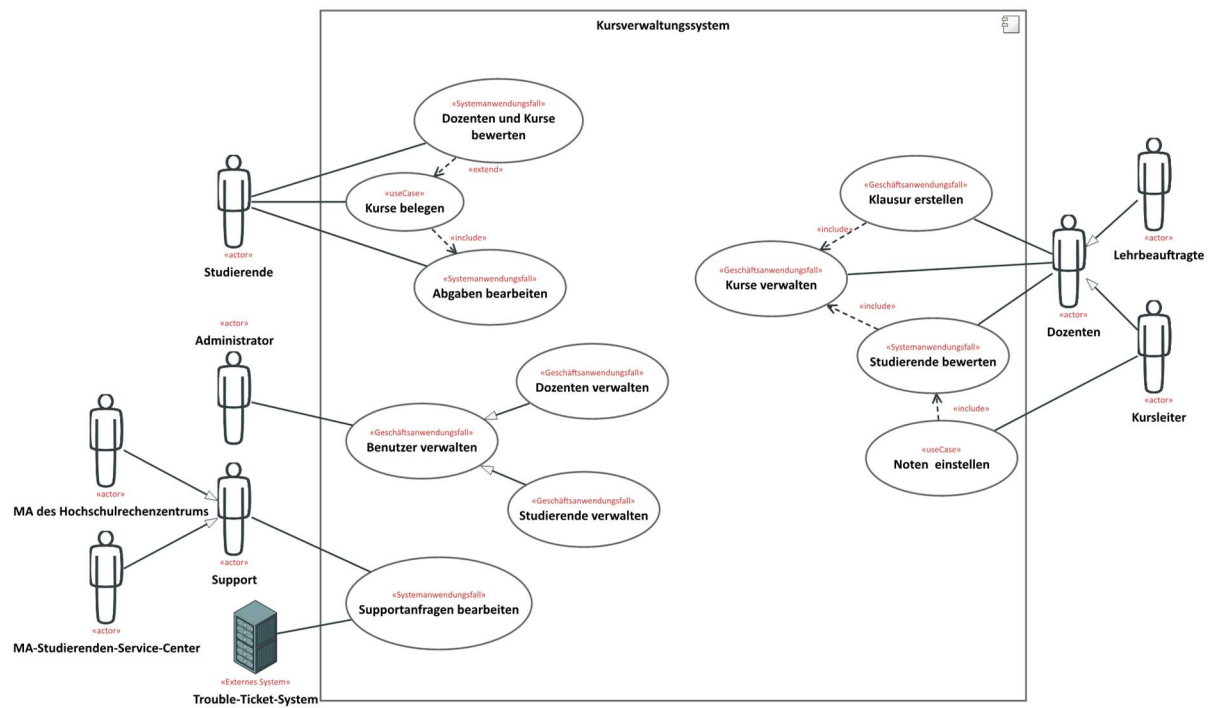 Kursverwaltungssystem
«Systemanwendungsfall»
Dozenten und Kurse
bewerten
«extend»
«useCase»
Kurse belegen
«include»
«Systemanwendungsfall»
Abgaben bearbeiten
«actor»
Studierende
«actor»
Administrator
«Geschäftsanwendungsfall»
Dozenten verwalten
«Geschäftsanwendungsfall»
Benutzer verwalten
«Geschäftsanwendungsfall»
Studierende verwalten
«actor»
MA des Hochschulrechenzentrums
«actor»
Support
«actor»
MA-Studierenden-Service-Center
«Systemanwendungsfall»
Supportanfragen bearbeiten
«Externes System»
Trouble-Ticket-System
«Geschäftsanwendungsfall»
Klausur erstellen
«include»
«Geschäftsanwendungsfall»
Kurse verwalten
«include»
«Systemanwendungsfall»
Studierende bewerten
«include»
«useCase»
Noten einstellen
«actor»
Lehrbeauftragte
«actor»
Dozenten
«actor»
Kursleiter